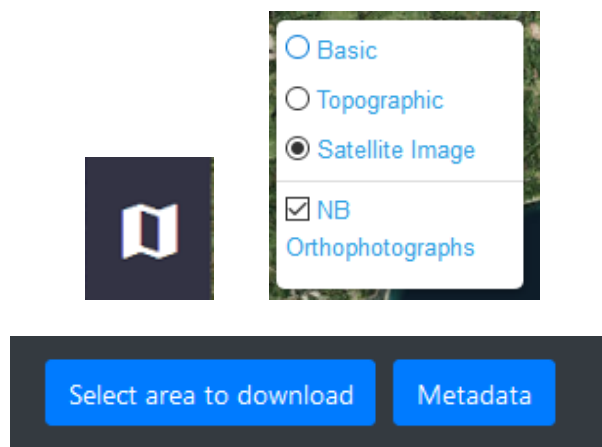 Basic
Topographic
Satellite Image
NB
Orthophotographs
Select area to download
Metadata